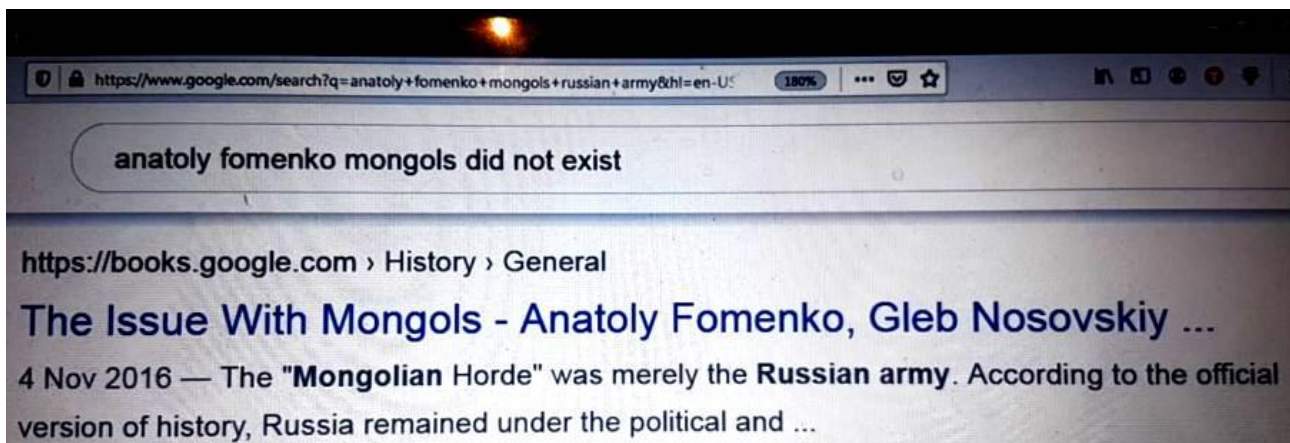 https://www.google.com/search?q=anatoly+fomenko+mongols+russian+army&hl=en-US
180%
anatoly fomenko mongols did not exist
https://books.google.com › History › General
The Issue With Mongols - Anatoly Fomenko, Gleb Nosovskiy ...
4 Nov 2016 — The "Mongolian Horde" was merely the Russian army. According to the official
version of history, Russia remained under the political and ...